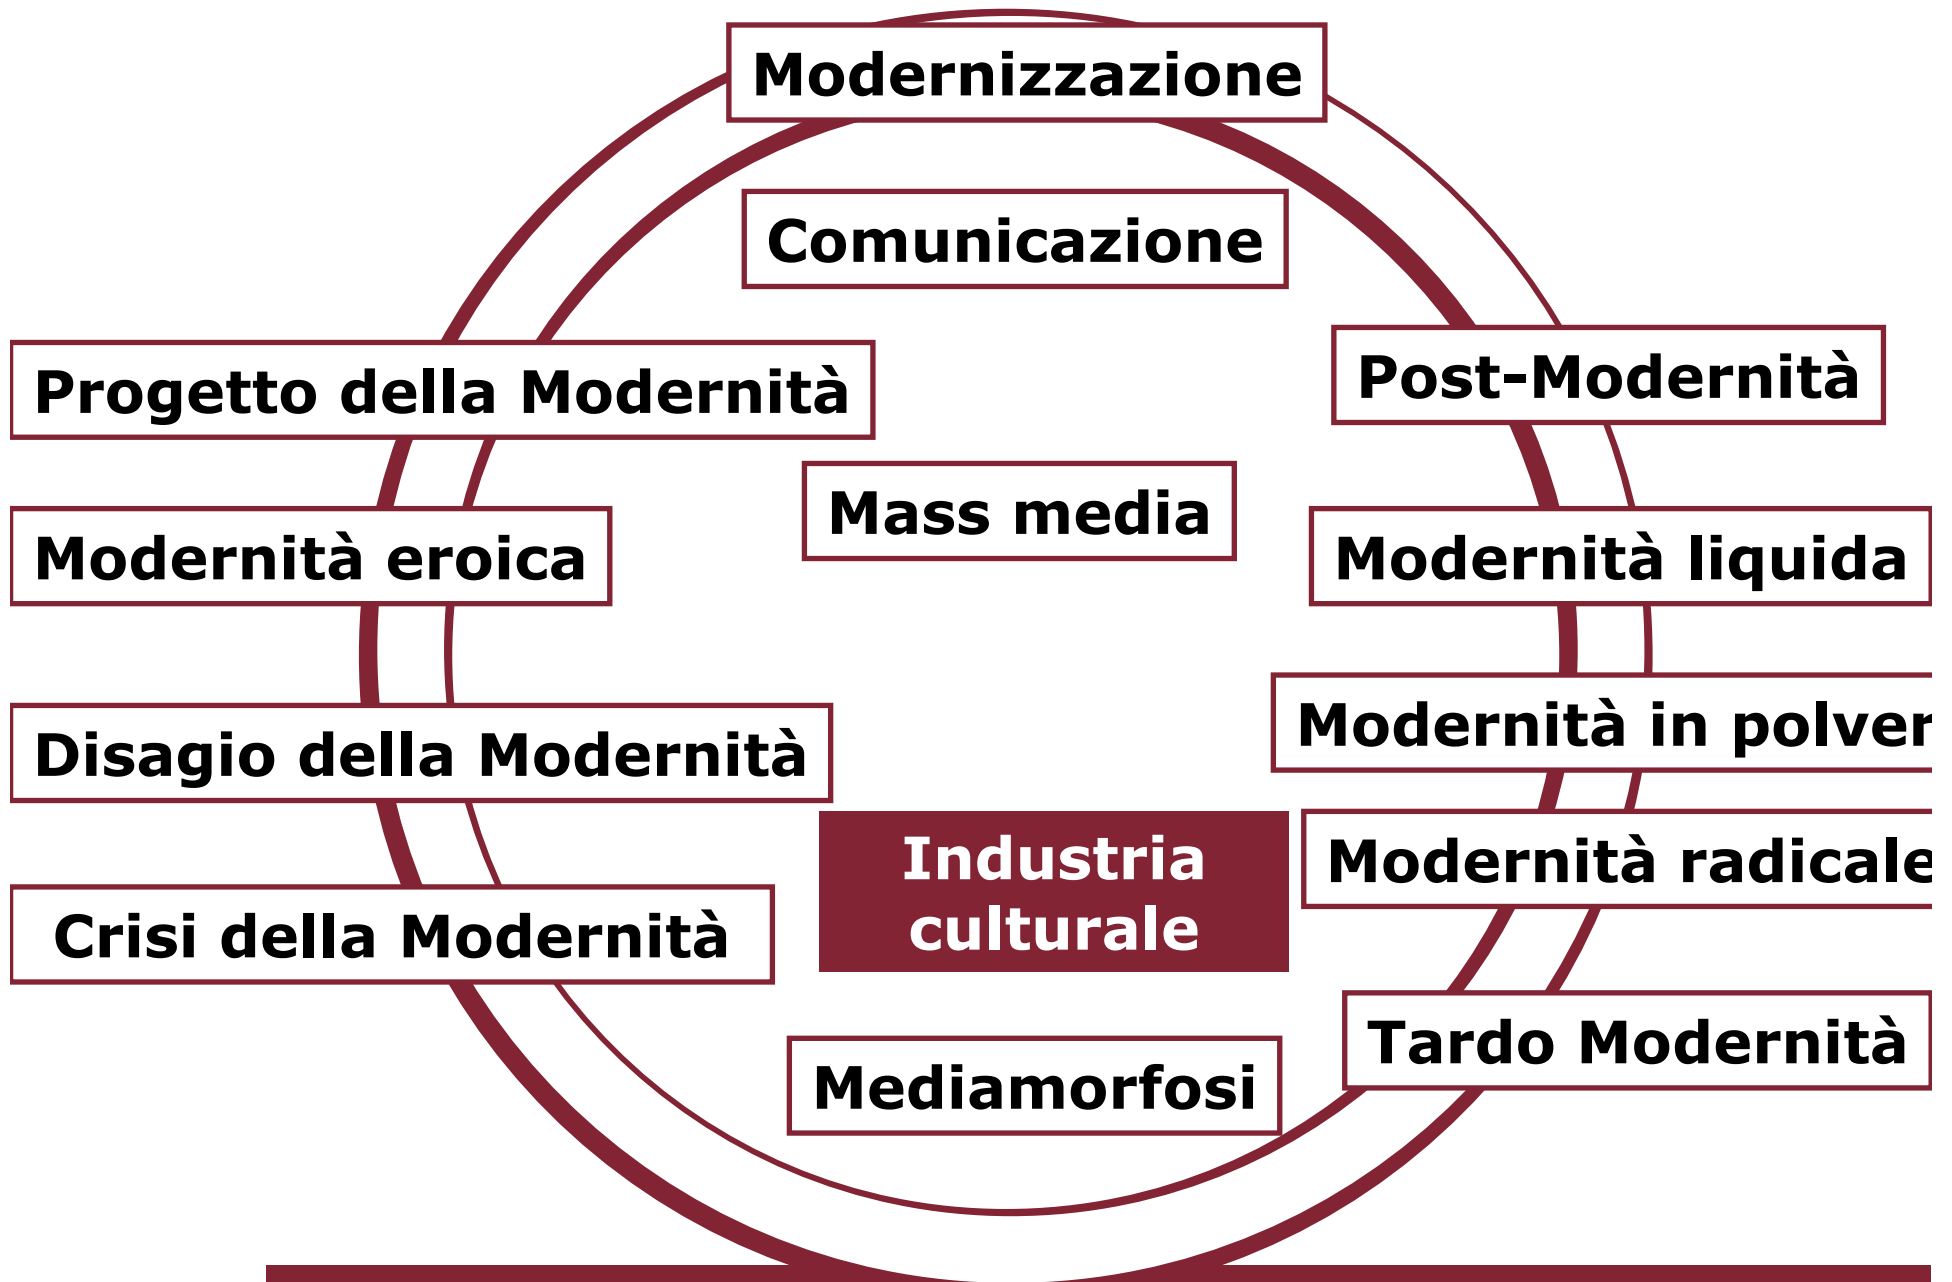 Modernizzazione
Comunicazione
Progetto della Modernità
Post-Modernità
Mass media
Modernità eroica
Modernità liquida
Disagio della Modernità
Modernità in polver
Industria
culturale
Modernità radicale
Crisi della Modernità
Tardo Modernità
Mediamorfosi